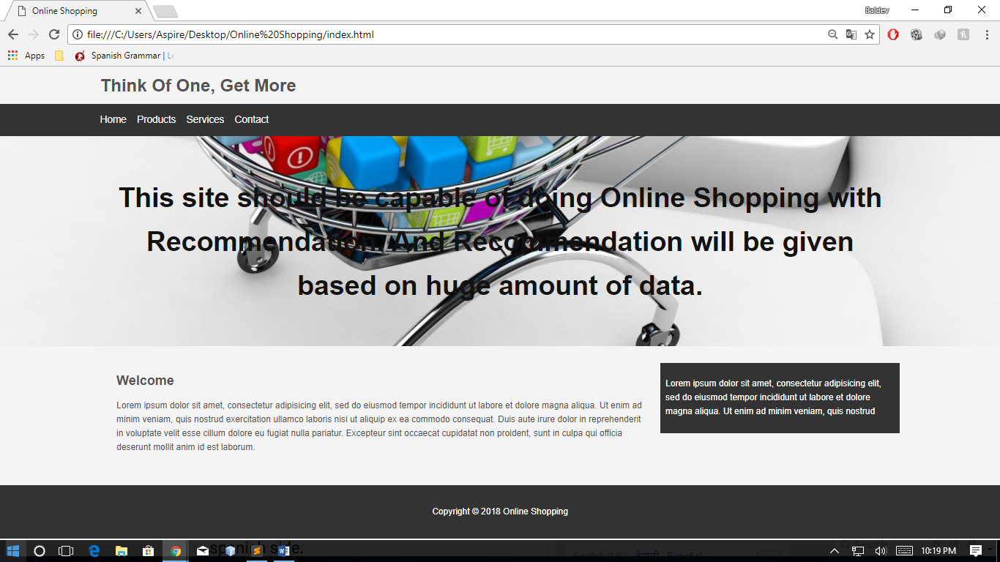 Online Shopping
Baldev
file:///C:/Users/Aspire/Desktop/Online%20Shopping/index.html
Apps
Spanish Grammar | Le
Think Of One, Get More
Home Products Services Contact
This site should be capable of doing Online Shopping with
Recommendation. And Recommendation will be given
based on huge amount of data.
Welcome
Lorem ipsum dolor sit amet, consectetur adipisicing elit, sed do eiusmod tempor incididunt ut labore et dolore magna aliqua. Ut enim ad
minim veniam, quis nostrud exercitation ullamco laboris nisi ut aliquip ex ea commodo consequat. Duis aute irure dolor in reprehenderit
in voluptate velit esse cillum dolore eu fugiat nulla pariatur. Excepteur sint occaecat cupidatat non proident, sunt in culpa qui officia
deserunt mollit anim id est laborum.
Lorem ipsum dolor sit amet, consectetur adipisicing elit,
sed do eiusmod tempor incididunt ut labore et dolore
magna aliqua. Ut enim ad minim veniam, quis nostrud
Copyright © 2018 Online Shopping
spanish side.
English (US) नेपाली Español
10:19 PM